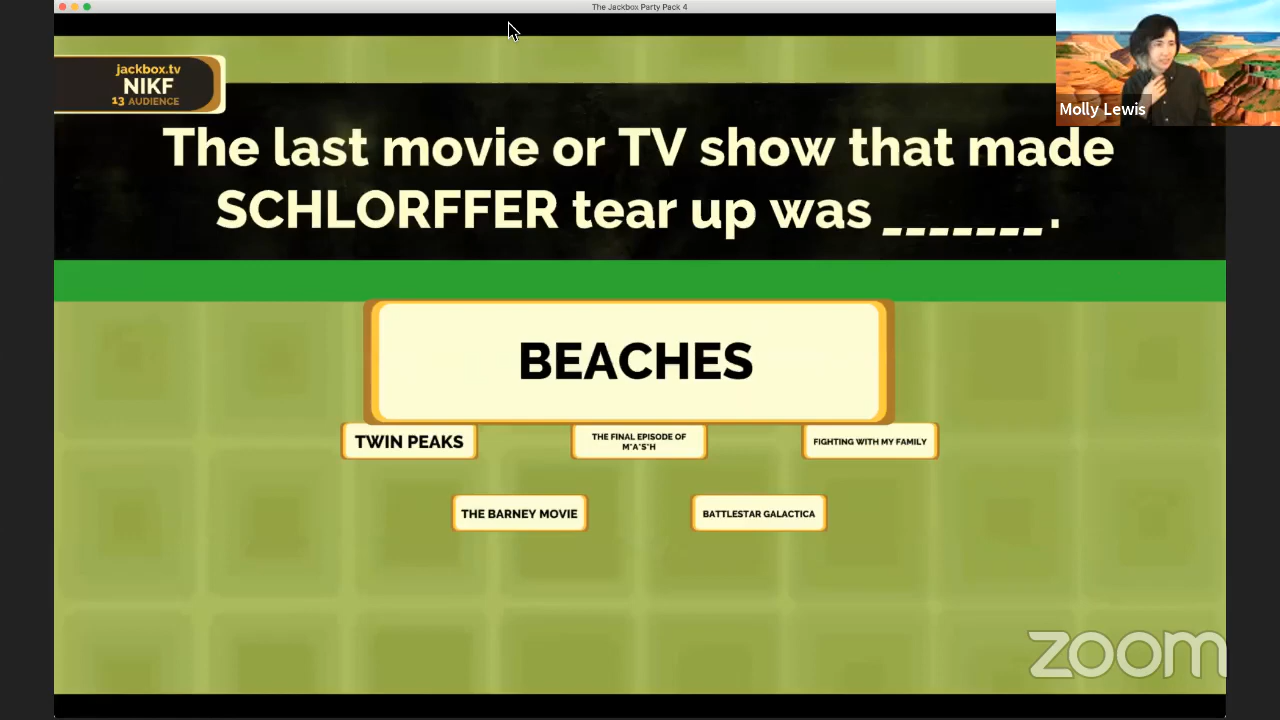 The Jackbox Party Pack 4
jackbox.tv
NIKF
13 AUDIENCE
Molly Lewis
The last movie or TV show that made
SCHLORFFER tear up was _______.
BEACHES
TWIN PEAKS
THE FINAL EPISODE OF
M*A*S*H
FIGHTING WITH MY FAMILY
THE BARNEY MOVIE
BATTLESTAR GALACTICA
zoom